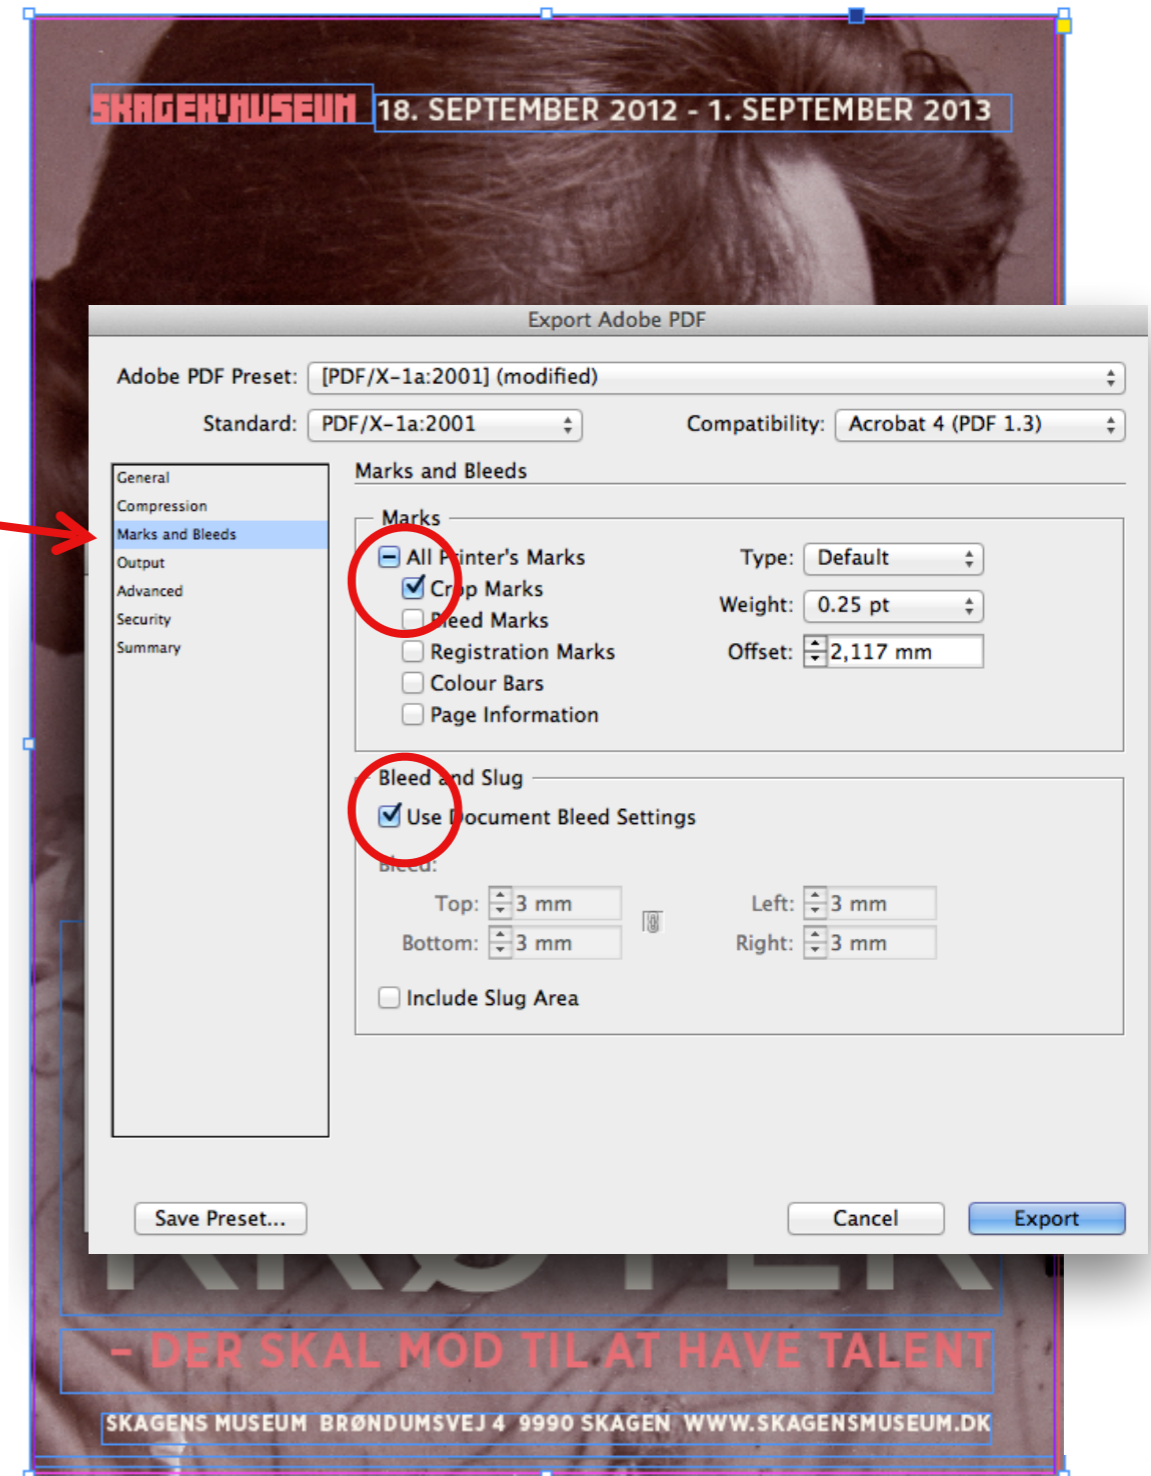 SKAGENS MUSEUM 18. SEPTEMBER 2012 - 1. SEPTEMBER 2013
Export Adobe PDF
Adobe PDF Preset: [PDF/X-1a:2001] (modified)
Standard: PDF/X-1a:2001 Compatibility: Acrobat 4 (PDF 1.3)
General
Compression
Marks and Bleeds
Output
Advanced
Security
Summary
Marks and Bleeds
Marks
All Printer's Marks
Crop Marks
Bleed Marks
Registration Marks
Colour Bars
Page Information
Type: Default
Weight: 0.25 pt
Offset: 2,117 mm
Bleed and Slug
Use Document Bleed Settings
Bleed:
Top: 3 mm Left: 3 mm
Bottom: 3 mm Right: 3 mm
Include Slug Area
Save Preset... Cancel Export
– DER SKAL MOD TIL AT HAVE TALENT
SKAGENS MUSEUM BRØNDUMSVEJ 4 9990 SKAGEN WWW.SKAGENSMUSEUM.DK